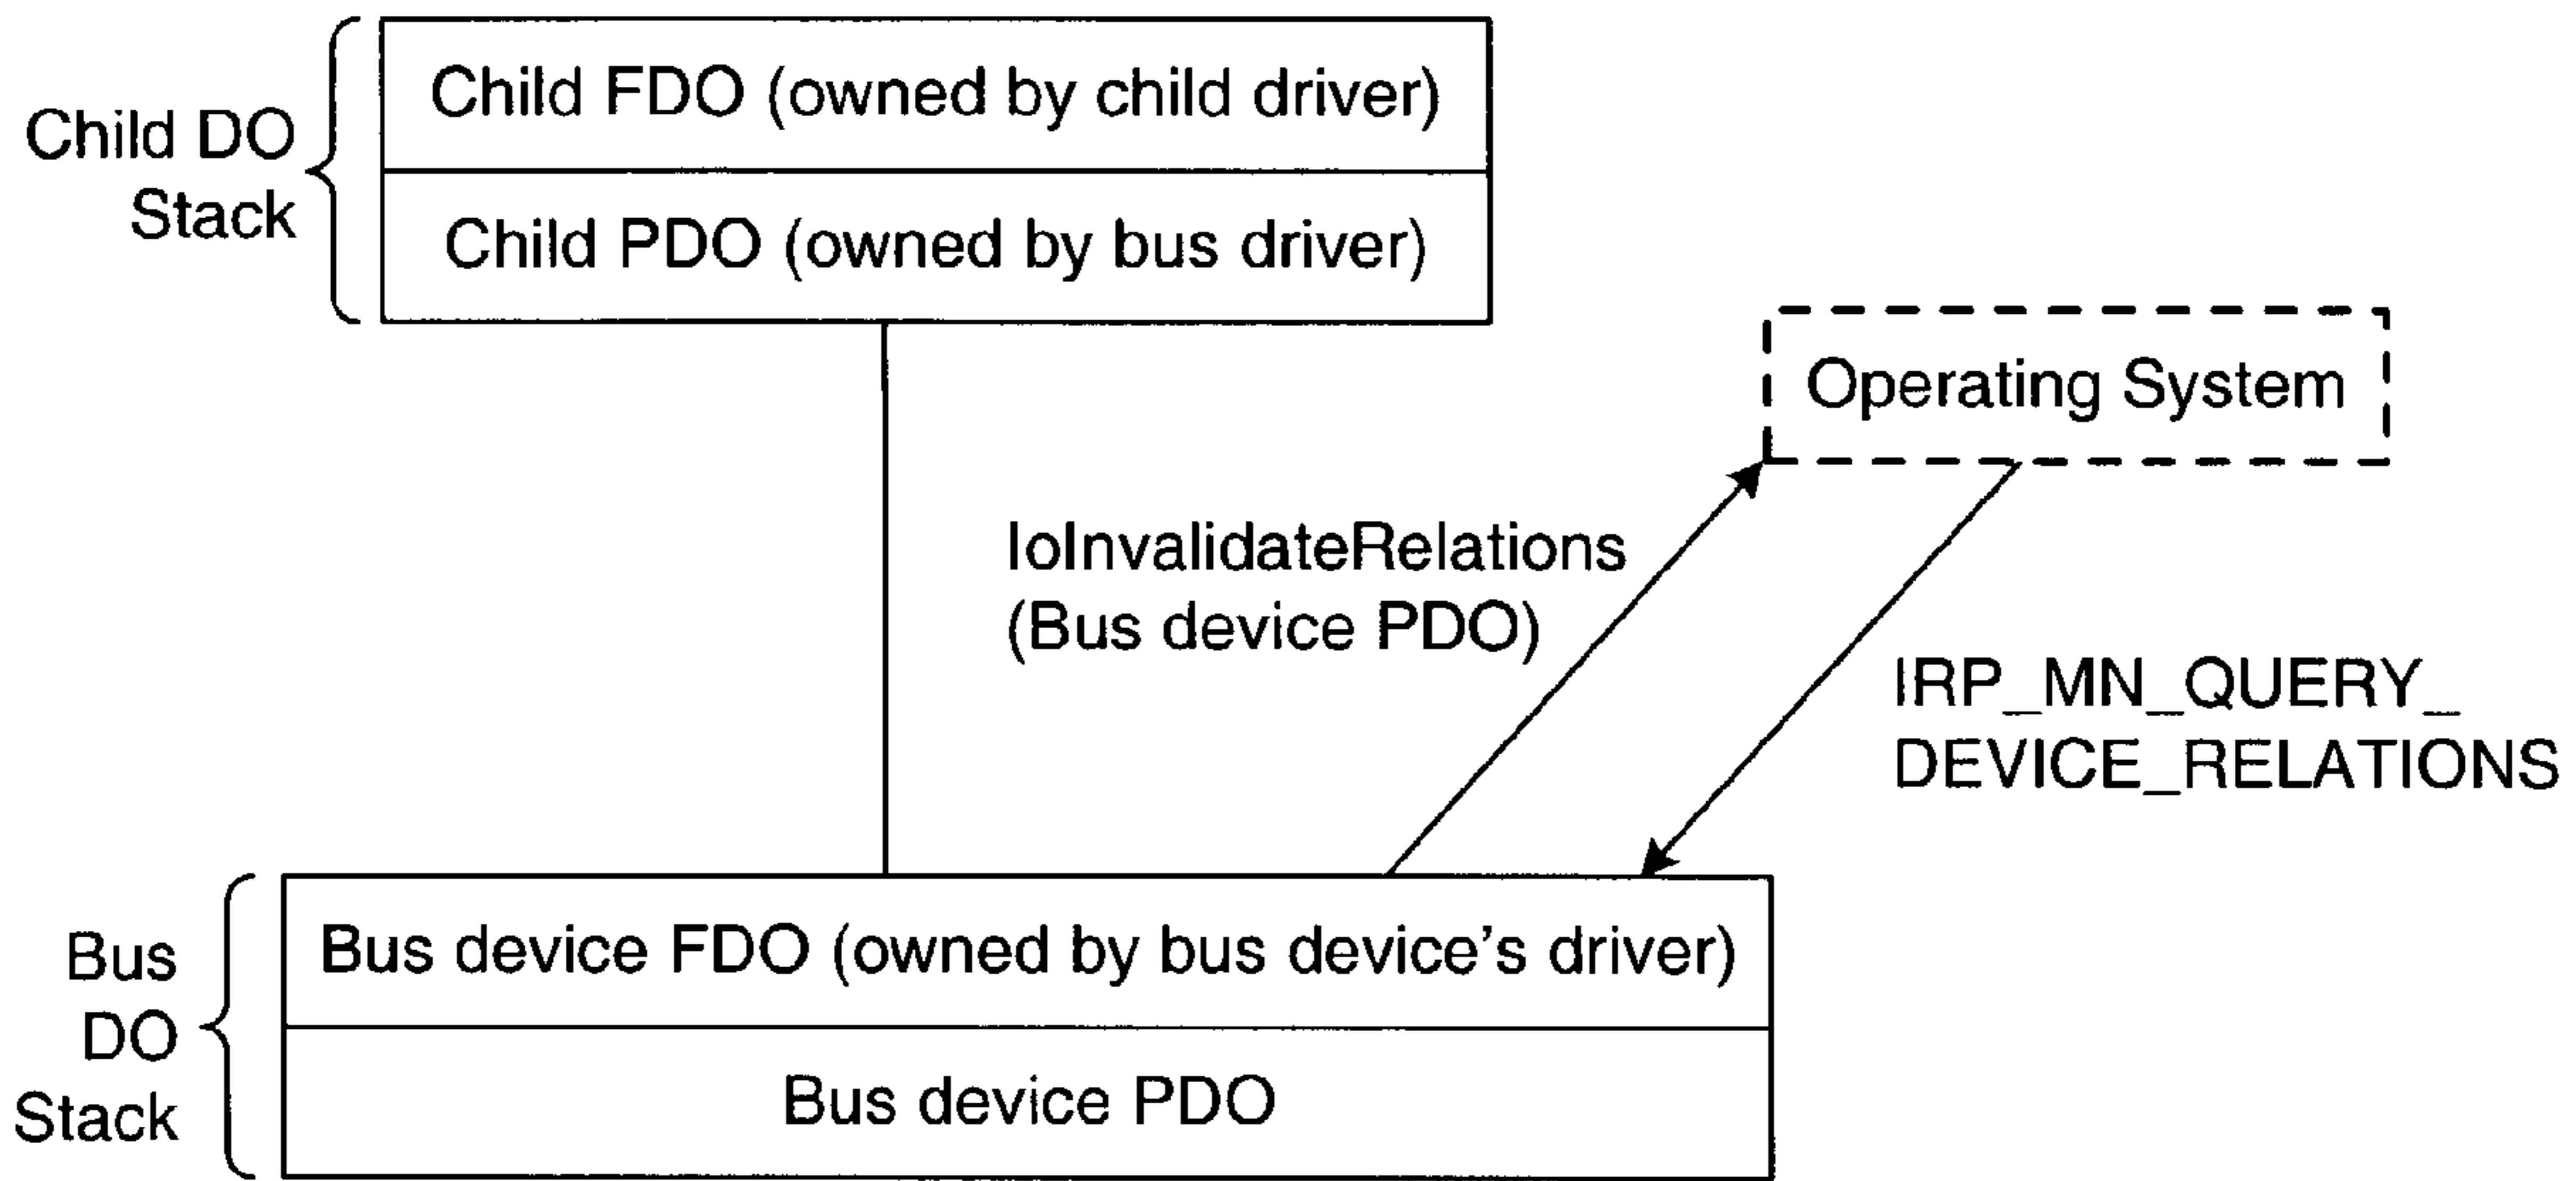 Child DO
Stack
Child FDO (owned by child driver)
Child PDO (owned by bus driver)
Operating System
IoInvalidateRelations
(Bus device PDO)
IRP_MN_QUERY_
DEVICE_RELATIONS
Bus
DO
Stack
Bus device FDO (owned by bus device's driver)
Bus device PDO